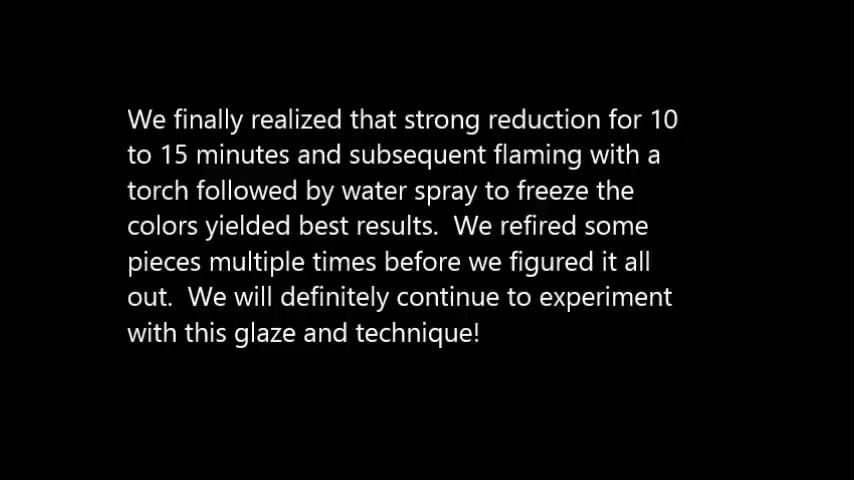 We finally realized that strong reduction for 10
to 15 minutes and subsequent flaming with a
torch followed by water spray to freeze the
colors yielded best results.  We refired some
pieces multiple times before we figured it all
out.  We will definitely continue to experiment
with this glaze and technique!